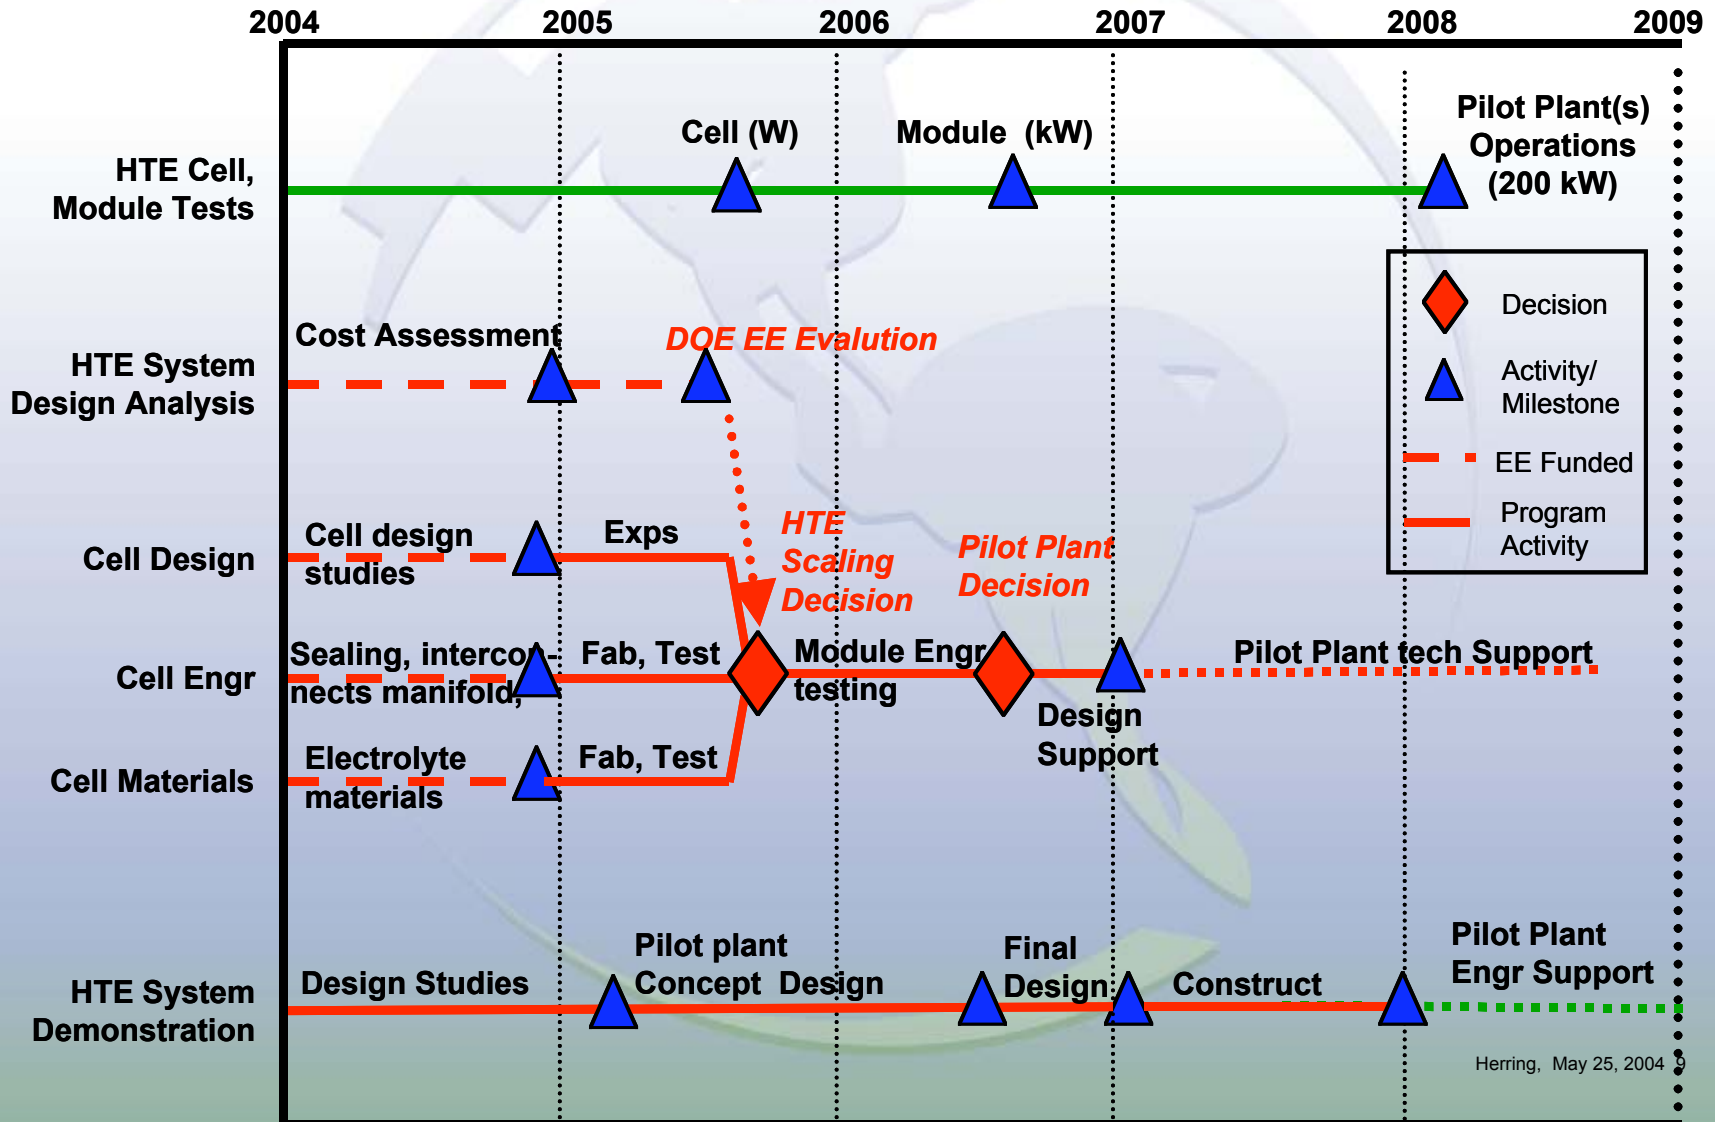 2004 2005 2006 2007 2008 2009
Cell (W)
Module (kW)
Pilot Plant(s)
Operations
(200 kW)
HTE Cell,
Module Tests
Decision
Activity/
Milestone
EE Funded
Program
Activity
Cost Assessment
DOE EE Evalution
HTE System
Design Analysis
Cell design
studies
Exps
Cell Design
HTE
Scaling
Decision
Pilot Plant
Decision
Sealing, intercon-
nects manifold,
Fab, Test
Module Engr
testing
Pilot Plant tech Support
Cell Engr
Design
Support
Electrolyte
materials
Fab, Test
Cell Materials
Design Studies
Pilot plant
Concept Design
Final
Design
Construct
Pilot Plant
Engr Support
HTE System
Demonstration
Herring, May 25, 2004 9